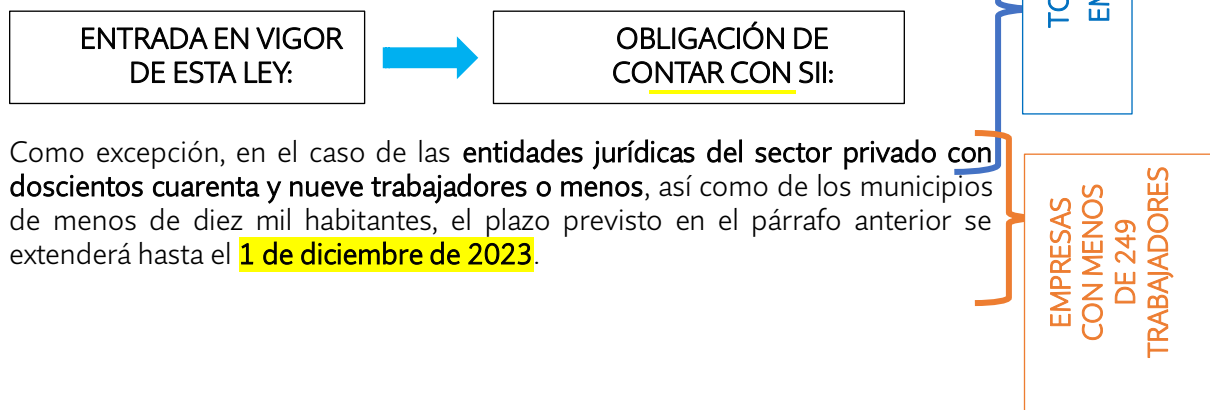 ENTRADA EN VIGOR
DE ESTA LEY:
OBLIGACIÓN DE
CONTAR CON SII:
Como excepción, en el caso de las entidades jurídicas del sector privado con
doscientos cuarenta y nueve trabajadores o menos, así como de los municipios
de menos de diez mil habitantes, el plazo previsto en el párrafo anterior se
extenderá hasta el 1 de diciembre de 2023.
EMPRESAS
CON MENOS
DE 249
TRABAJADORES